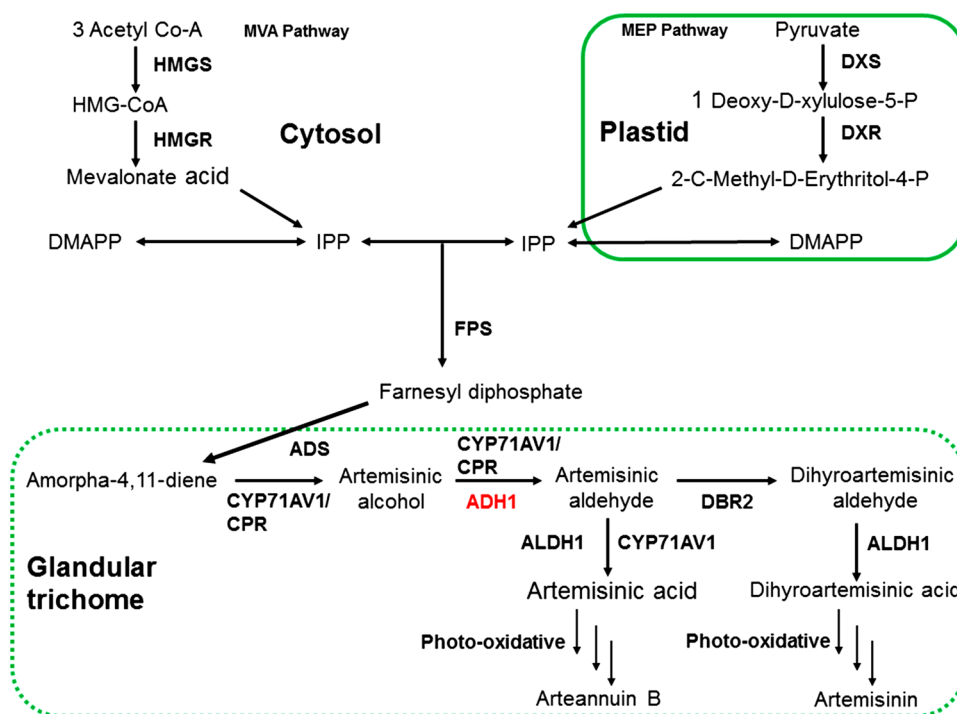 3 Acetyl Co-A
MVA Pathway
MEP Pathway
Pyruvate
HMGS
DXS
HMG-CoA
1 Deoxy-D-xylulose-5-P
HMGR
Cytosol
Plastid
DXR
Mevalonate acid
2-C-Methyl-D-Erythritol-4-P
DMAPP
IPP
IPP
DMAPP
FPS
Farnesyl diphosphate
ADS
CYP71AV1/
CPR
Amorpha-4,11-diene
Artemisinic
alcohol
Artemisinic
aldehyde
Dihyroartemisinic
aldehyde
CYP71AV1/
CPR
ADH1
DBR2
ALDH1
CYP71AV1
ALDH1
Glandular
trichome
Artemisinic acid
Dihyroartemisinic acid
Photo-oxidative
Photo-oxidative
Arteannuin B
Artemisinin